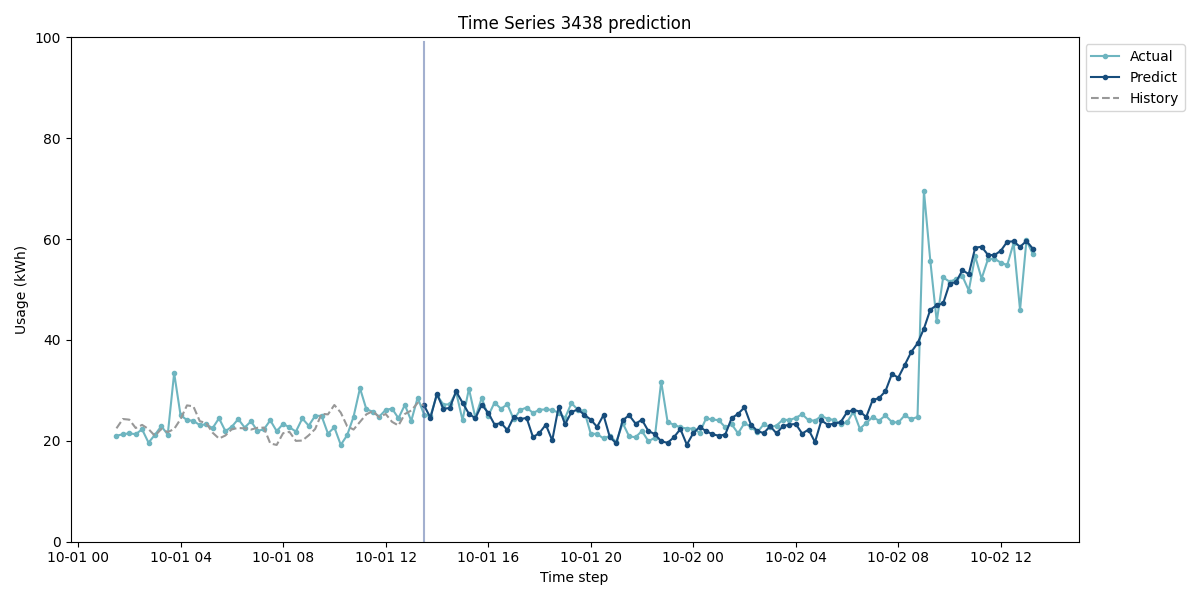 Time Series 3438 prediction
100
80
60
40
20
0
Usage (kWh)
10-01 00 10-01 04 10-01 08 10-01 12 10-01 16 10-01 20 10-02 00 10-02 04 10-02 08 10-02 12
Time step
Actual
Predict
History